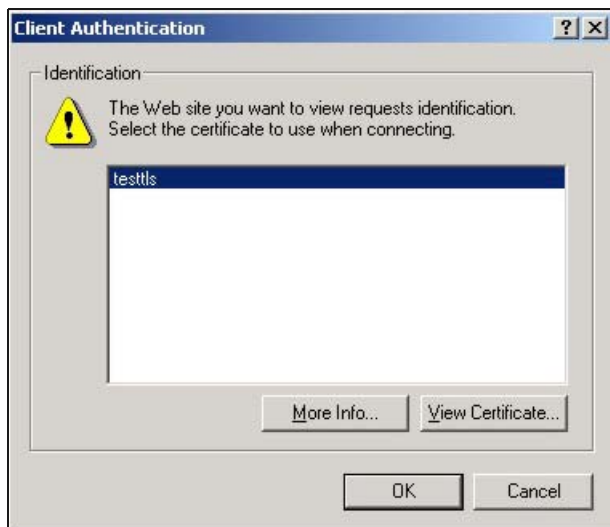 Client Authentication
Identification
The Web site you want to view requests identification.
Select the certificate to use when connecting.
testtls
More Info...
View Certificate...
OK
Cancel